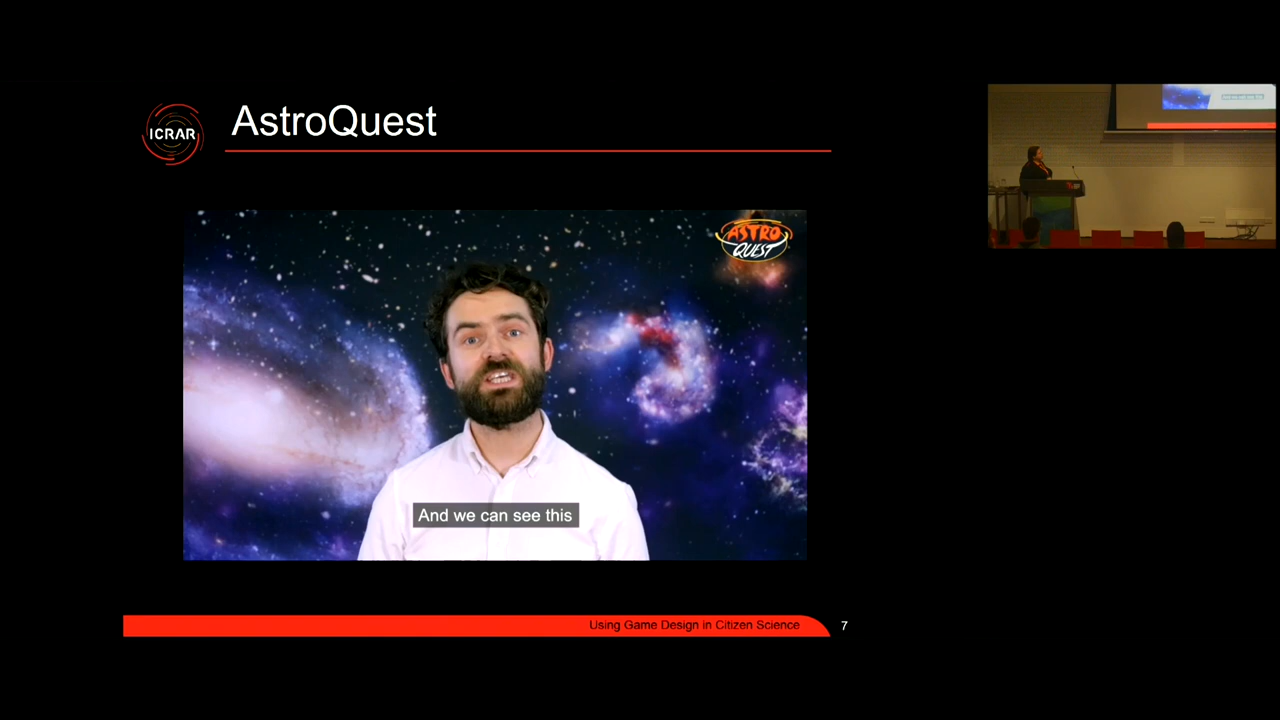 ICRAR
AstroQuest
ASTRO
QUEST
And we can see this
Using Game Design in Citizen Science
7